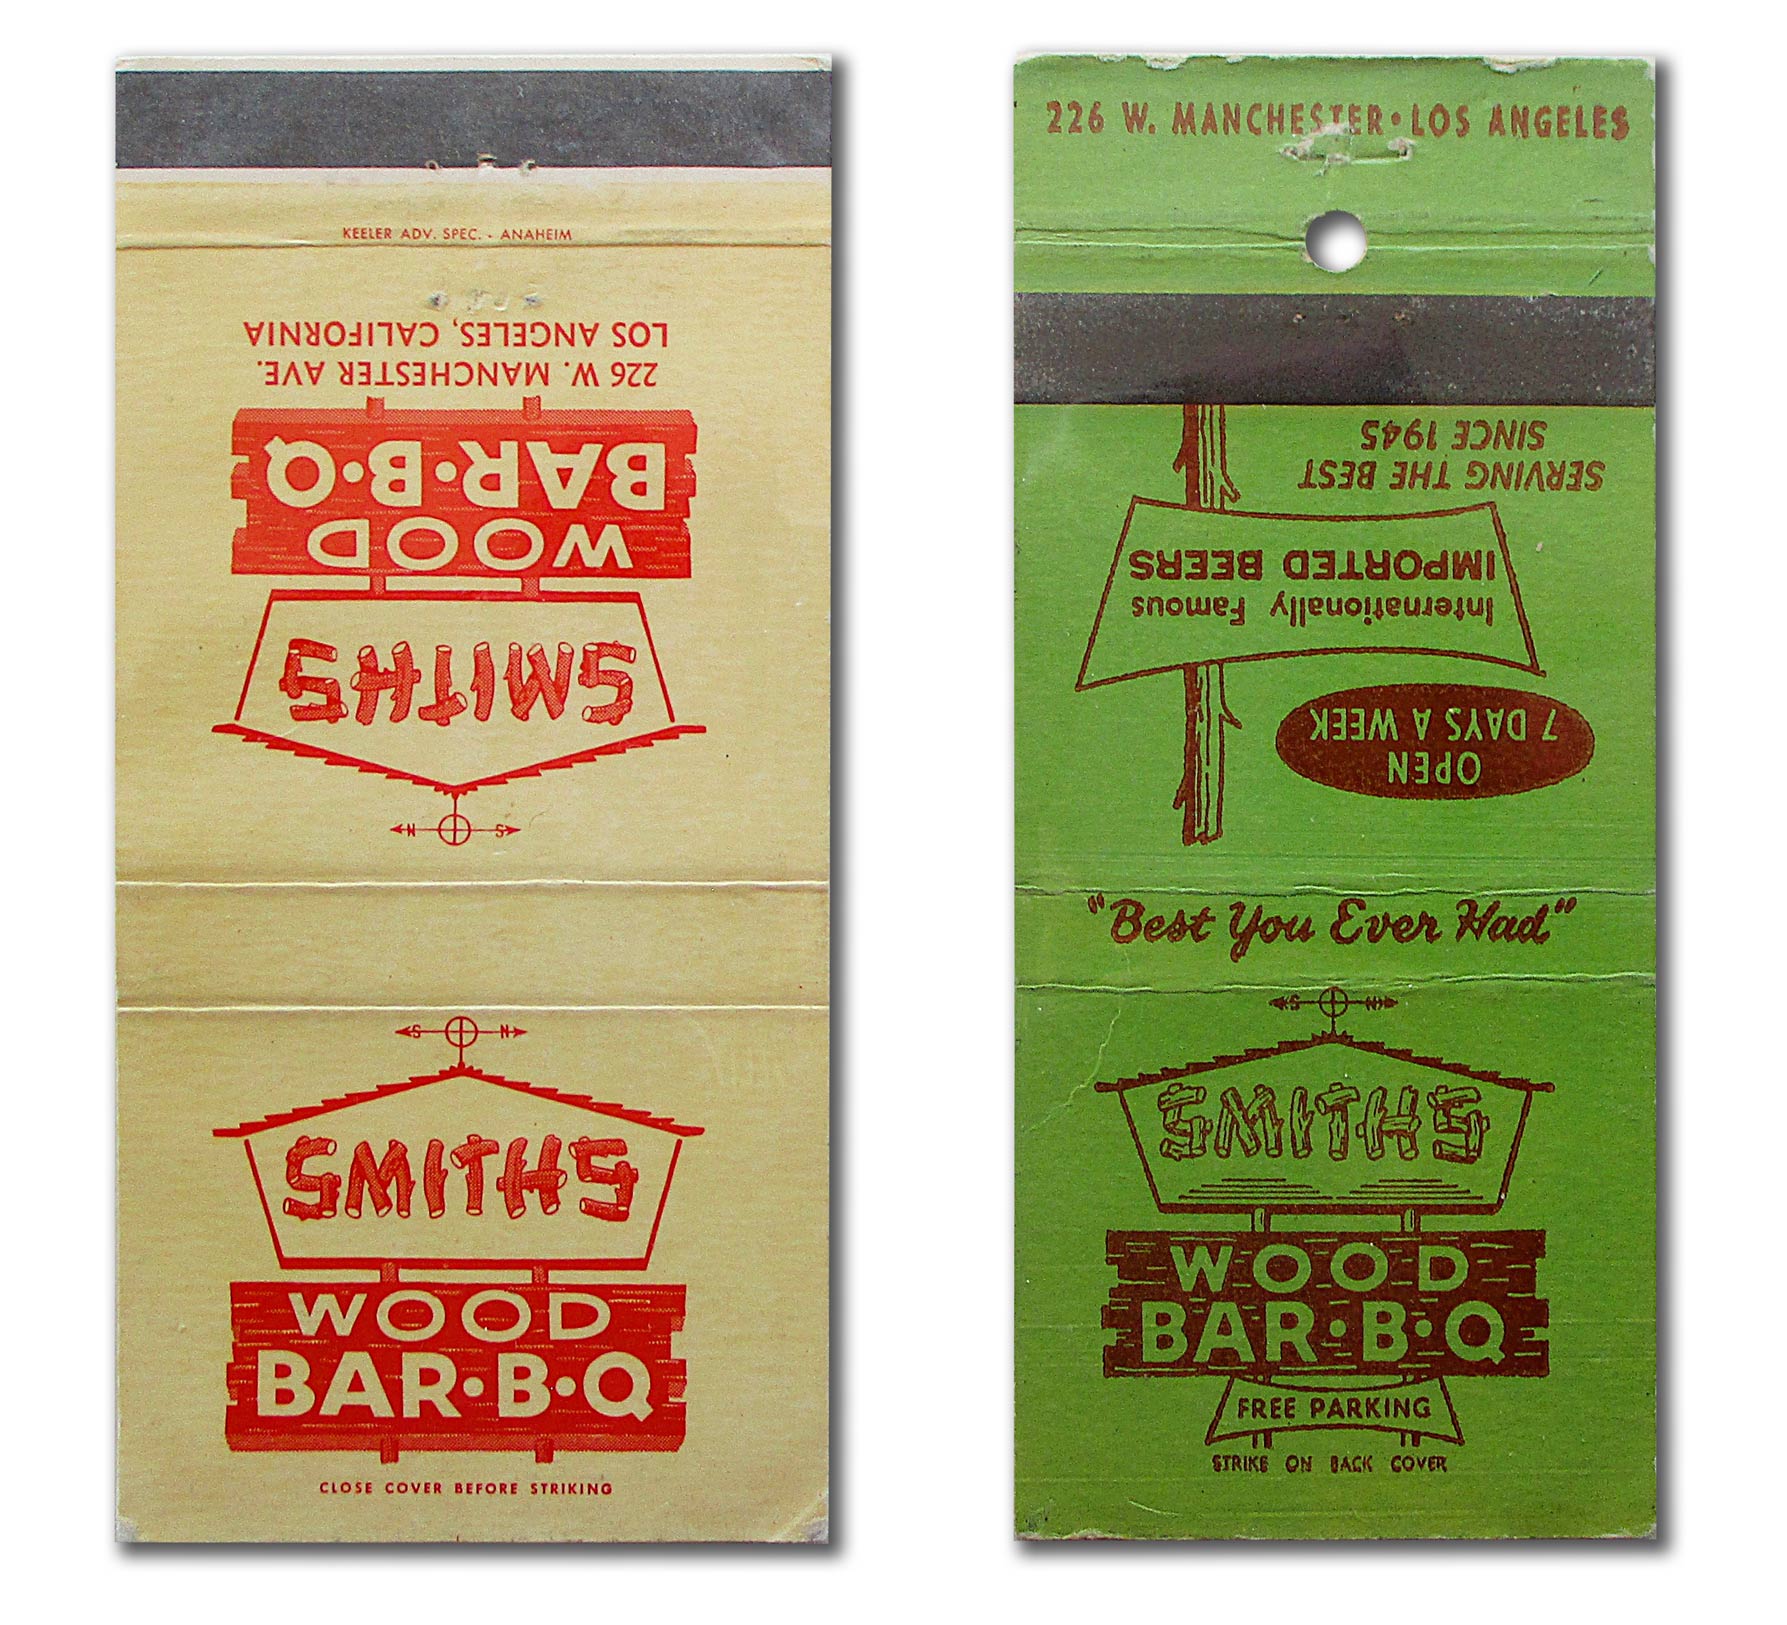 KEELER ADV. SPEC. - ANAHEIM
N S
SMITHS
WOOD
BAR·B·Q
226 W. MANCHESTER AVE.
LOS ANGELES, CALIFORNIA
S N
SMITHS
WOOD
BAR·B·Q
CLOSE COVER BEFORE STRIKING
226 W. MANCHESTER · LOS ANGELES
OPEN
7 DAYS A WEEK
Internationally Famous
IMPORTED BEERS
SERVING THE BEST
SINCE 1945
"Best You Ever Had"
S N
SMITHS
WOOD
BAR·B·Q
FREE PARKING
STRIKE ON BACK COVER